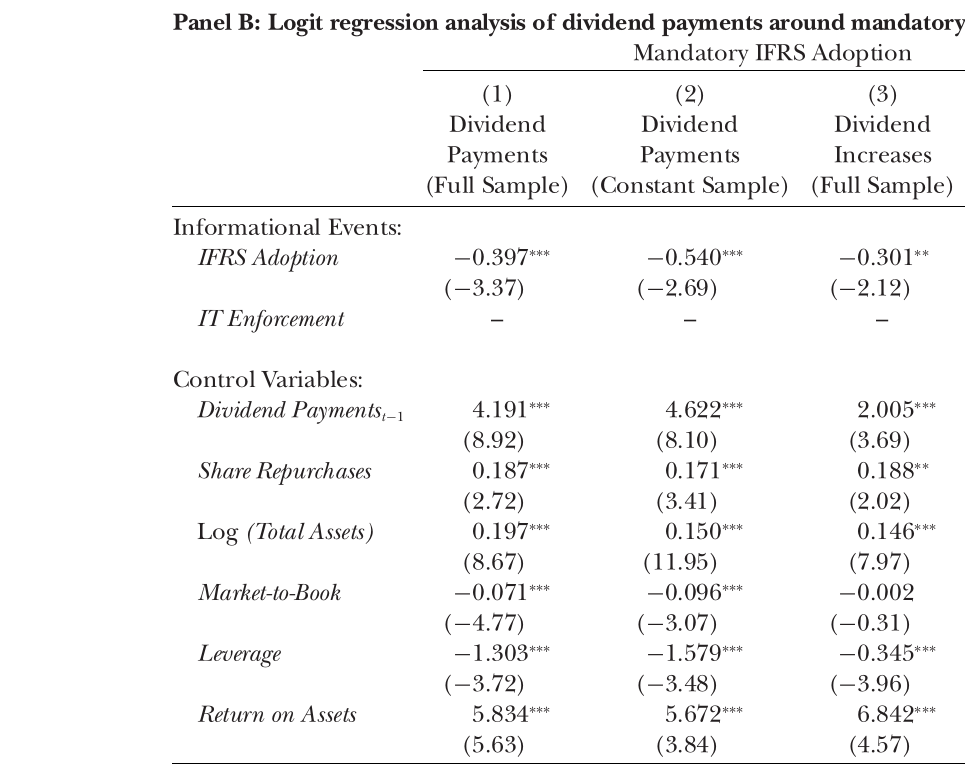 Panel B: Logit regression analysis of dividend payments around mandatory
Mandatory IFRS Adoption
(1) (2) (3)
Dividend Dividend Dividend
Payments Payments Increases
(Full Sample) (Constant Sample) (Full Sample)
Informational Events:
IFRS Adoption −0.397*** −0.540*** −0.301**
(−3.37) (−2.69) (−2.12)
IT Enforcement – – –
Control Variables:
Dividend Paymentst−1 4.191*** 4.622*** 2.005***
(8.92) (8.10) (3.69)
Share Repurchases 0.187*** 0.171*** 0.188**
(2.72) (3.41) (2.02)
Log (Total Assets) 0.197*** 0.150*** 0.146***
(8.67) (11.95) (7.97)
Market-to-Book −0.071*** −0.096*** −0.002
(−4.77) (−3.07) (−0.31)
Leverage −1.303*** −1.579*** −0.345***
(−3.72) (−3.48) (−3.96)
Return on Assets 5.834*** 5.672*** 6.842***
(5.63) (3.84) (4.57)